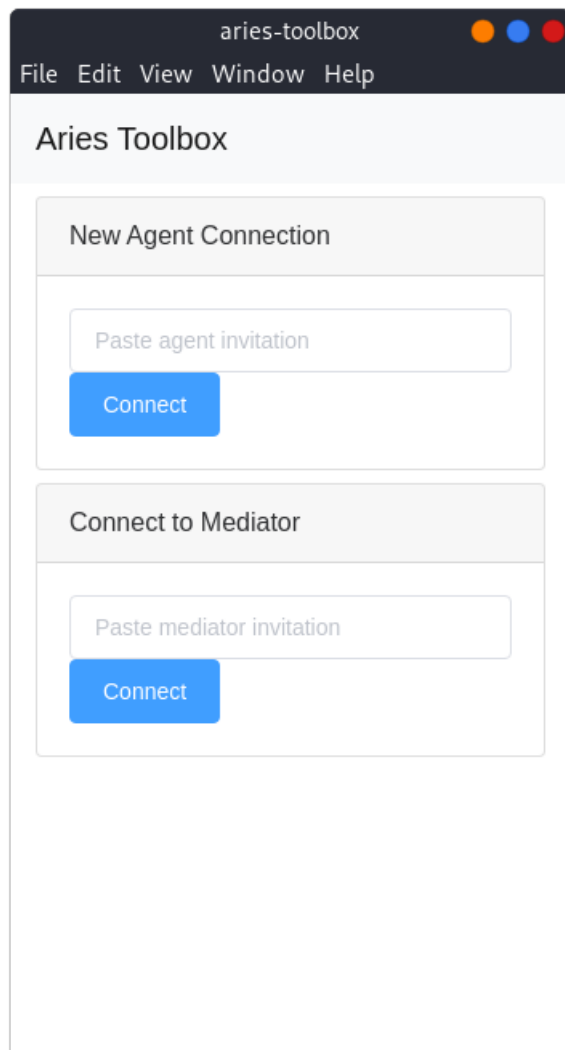 aries-toolbox
File Edit View Window Help
Aries Toolbox
New Agent Connection
Paste agent invitation
Connect
Connect to Mediator
Paste mediator invitation
Connect